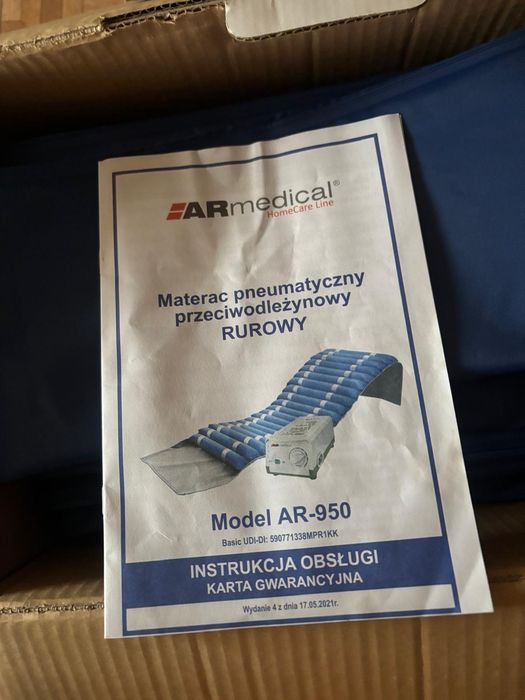 ARmedical®
HomeCare Line
Materac pneumatyczny
przeciwodleżynowy
RUROWY
Model AR-950
Basic UDI-DI: 590771338MPR1KK
INSTRUKCJA OBSŁUGI
KARTA GWARANCYJNA
Wydanie 4 z dnia 17.05.2021r.